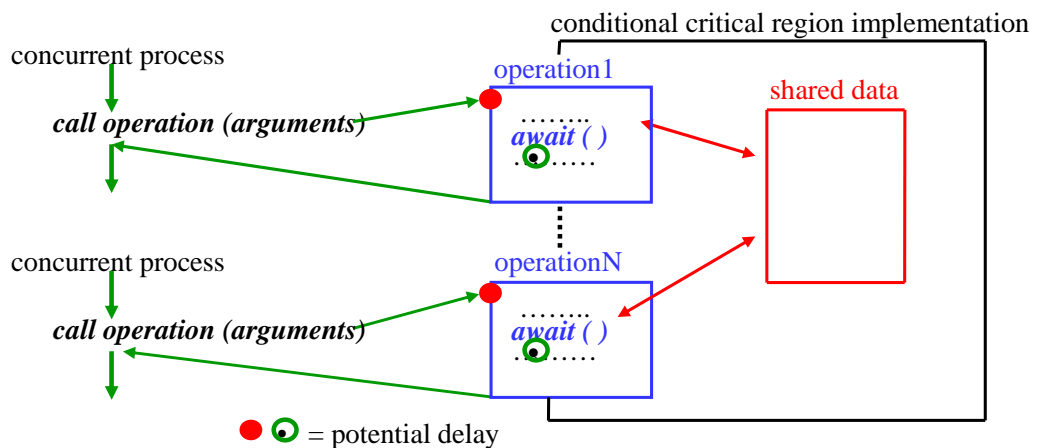 conditional critical region implementation
concurrent process
operation1
shared data
call operation (arguments)
........
await ( )
.........
concurrent process
operationN
call operation (arguments)
........
await ( )
.........
= potential delay